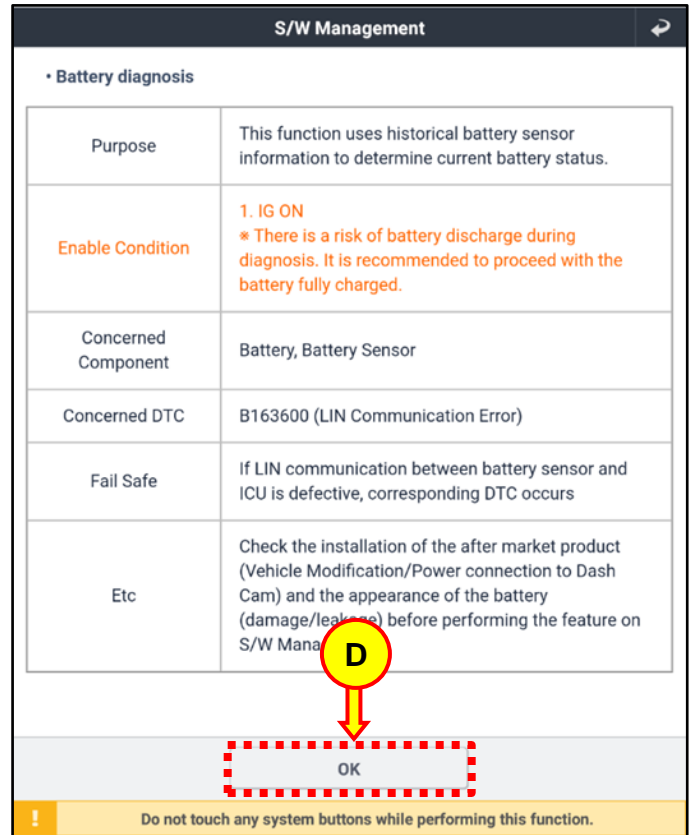 S/W Management
• Battery diagnosis
Purpose
This function uses historical battery sensor
information to determine current battery status.
Enable Condition
1. IG ON
※ There is a risk of battery discharge during
diagnosis. It is recommended to proceed with the
battery fully charged.
Concerned
Component
Battery, Battery Sensor
Concerned DTC
B163600 (LIN Communication Error)
Fail Safe
If LIN communication between battery sensor and
ICU is defective, corresponding DTC occurs
Etc
Check the installation of the after market product
(Vehicle Modification/Power connection to Dash
Cam) and the appearance of the battery
(damage/leakage) before performing the feature on
S/W Mana
D
OK
! Do not touch any system buttons while performing this function.